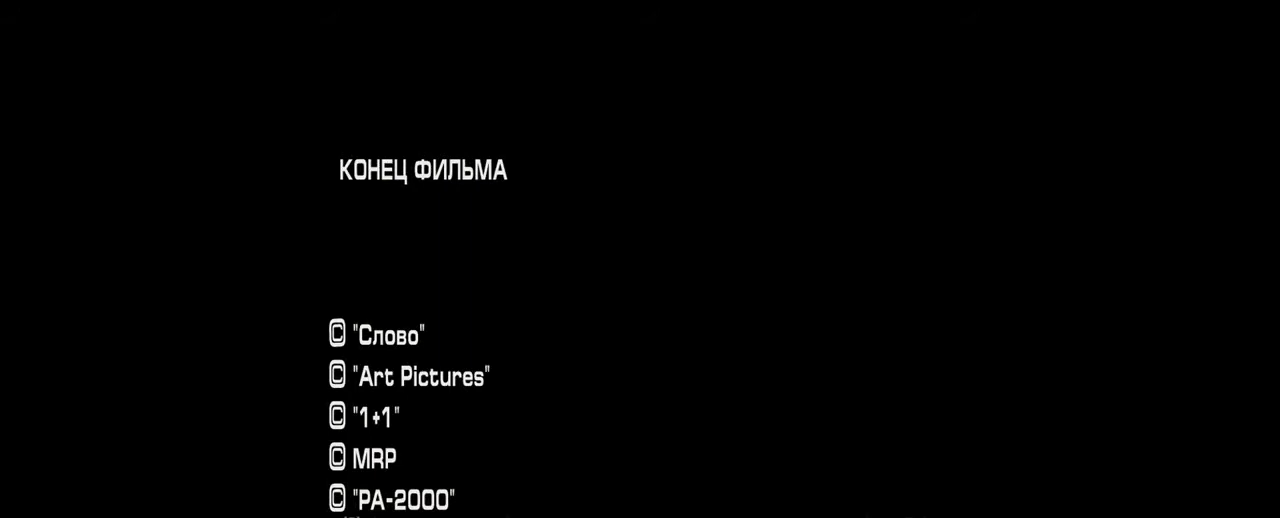 КОНЕЦ ФИЛЬМА
© "Слово"
© "Art Pictures"
© "1+1"
© MRP
© "РА-2000"